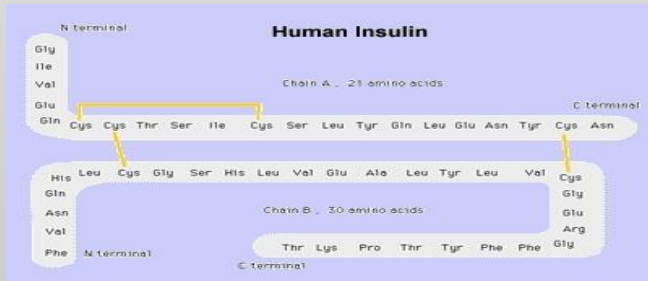 Human Insulin
N terminal
Gly
Ile
Val
Glu
Gln Cys Cys Thr Ser Ile Cys Ser Leu Tyr Gln Leu Glu Asn Tyr Cys Asn
Chain A, 21 amino acids
C terminal
His Leu Cys Gly Ser His Leu Val Glu Ala Leu Tyr Leu Val Cys
Gln
Asn
Val
Phe
N terminal
Chain B, 30 amino acids
Gly
Glu
Arg
Thr Lys Pro Thr Tyr Phe Phe Gly
C terminal